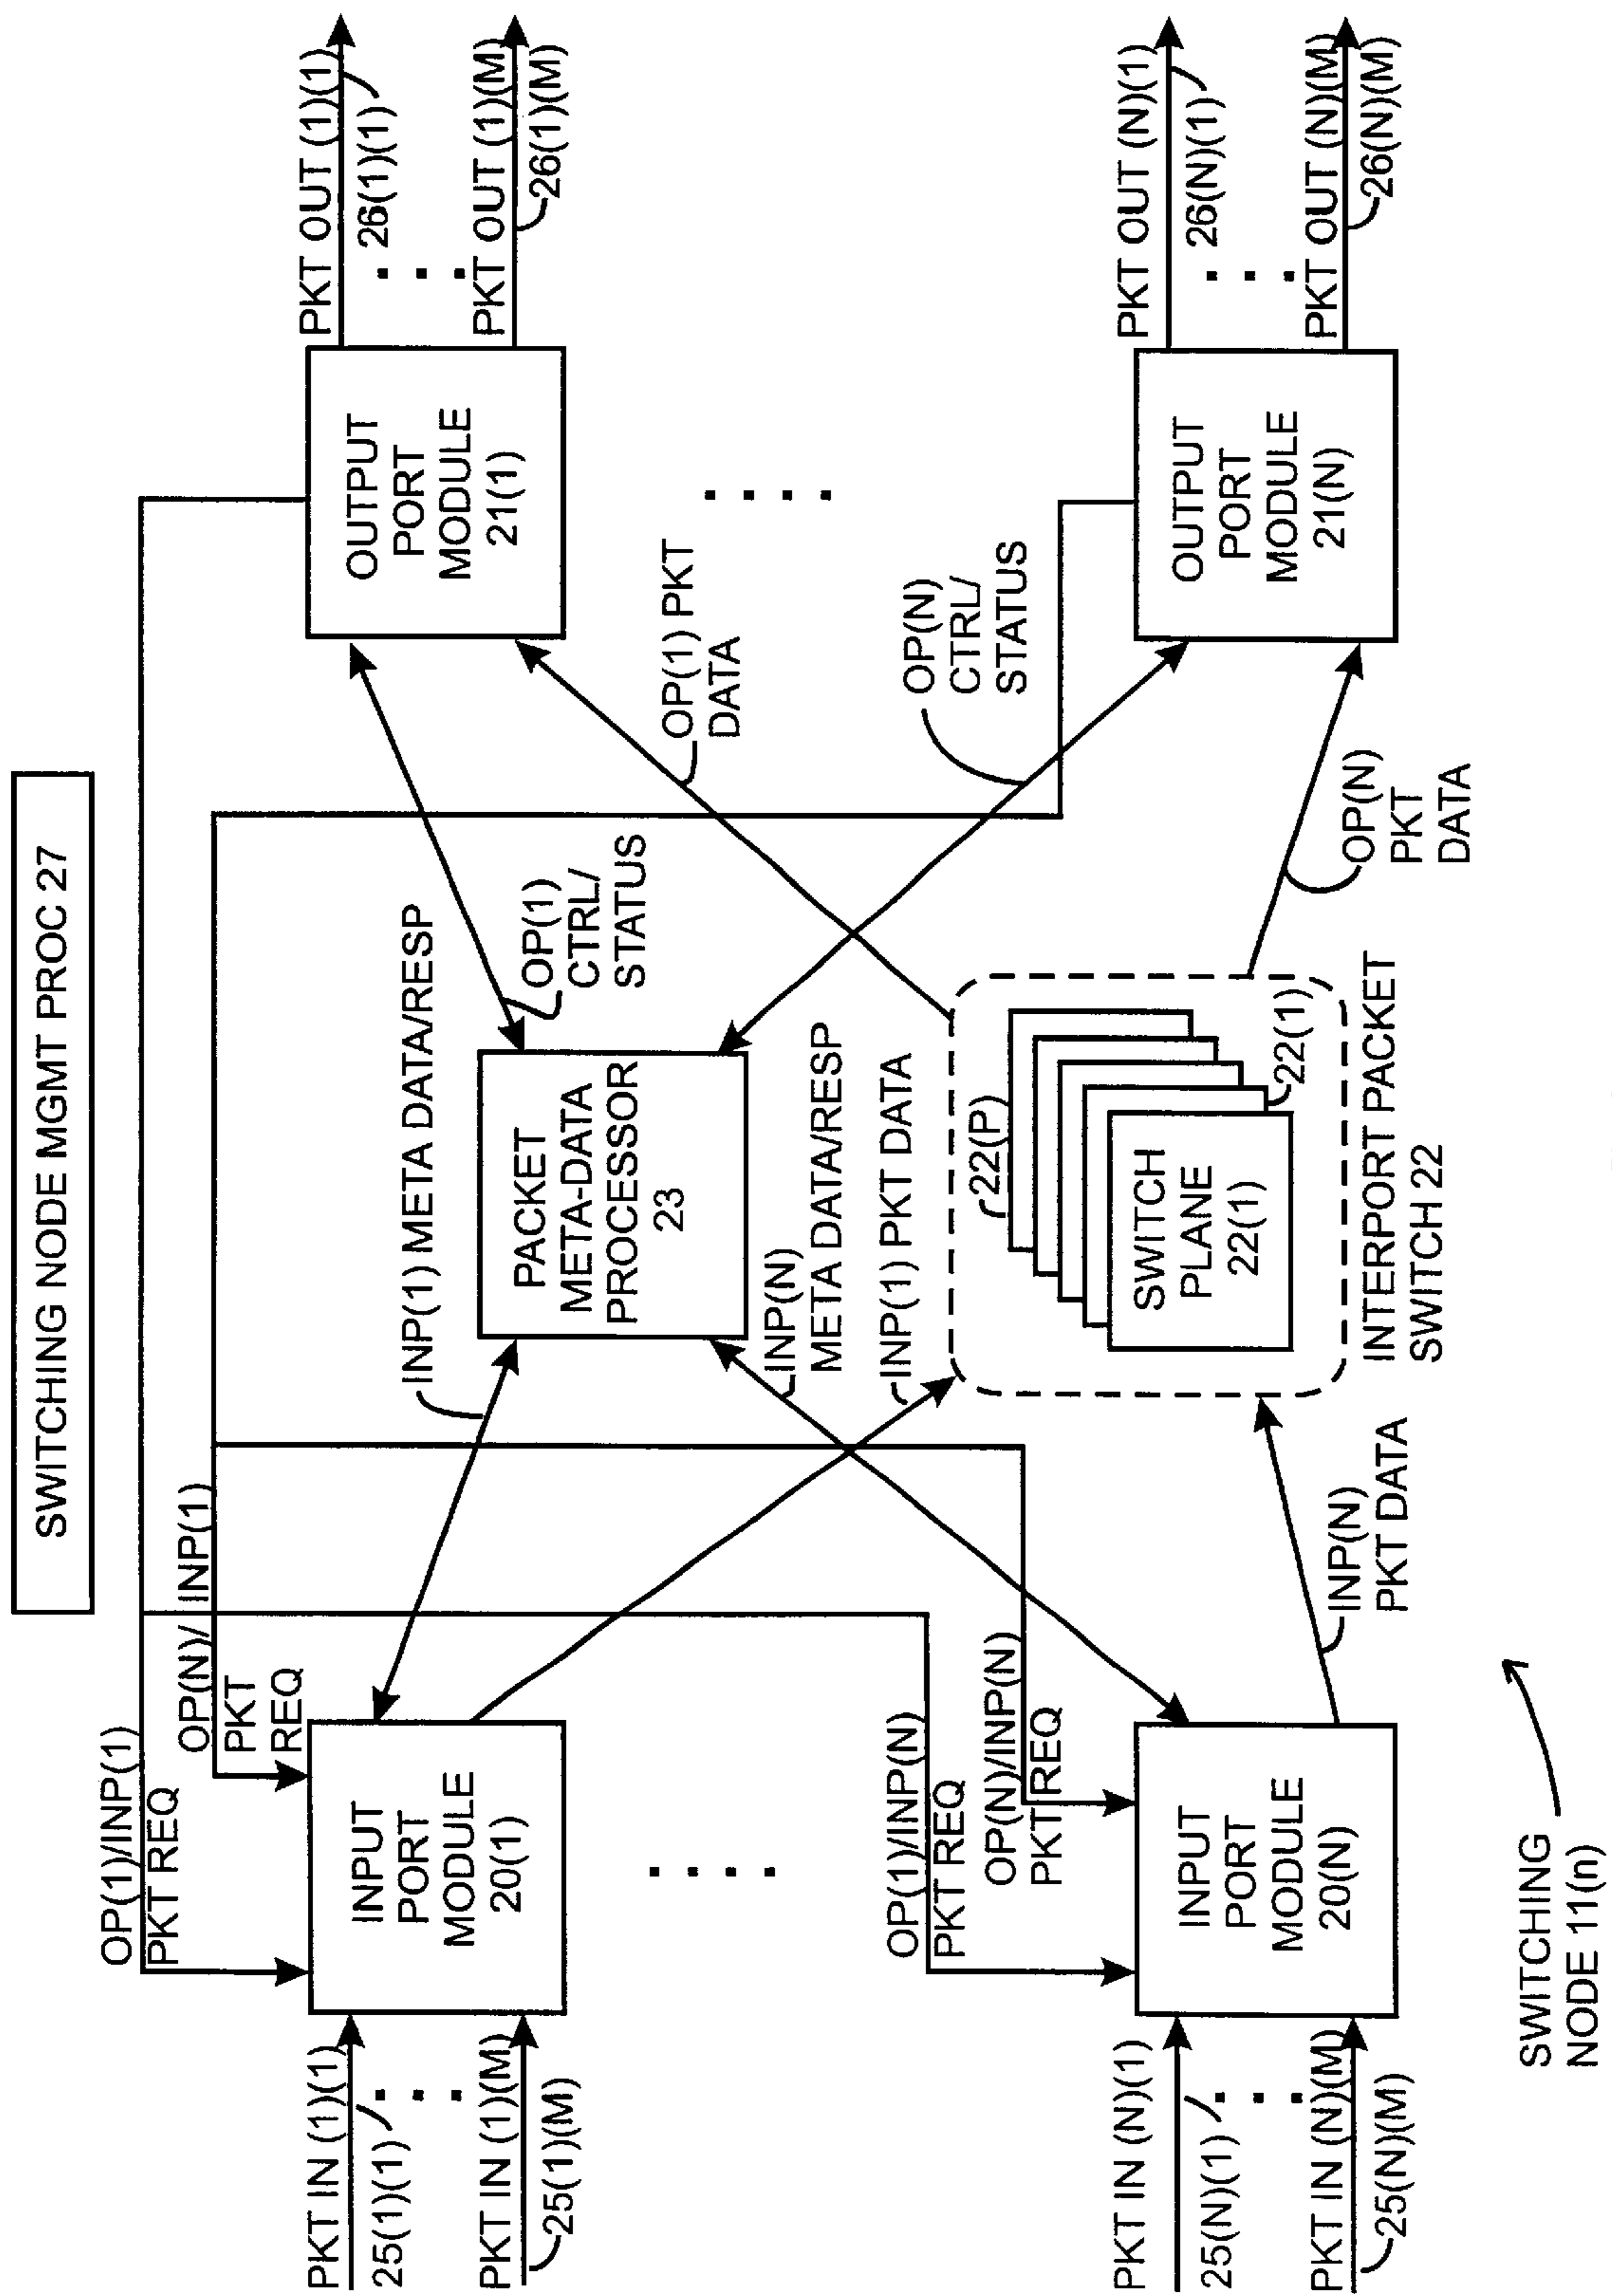 SWITCHING NODE MGMT PROC 27
OP(1)/INP(1)
PKT REQ
OP(N)/ INP(1)
PKT
REQ
PKT IN (1)(1)
25(1)(1)
PKT IN (1)(M)
25(1)(M)
INPUT
PORT
MODULE
20(1)
INP(1) META DATA/RESP
PACKET
META-DATA
PROCESSOR
23
OP(1)
CTRL/
STATUS
OUTPUT
PORT
MODULE
21(1)
PKT OUT (1)(1)
26(1)(1)
PKT OUT (1)(M)
26(1)(M)
OP(1) PKT
DATA
INP(N)
META DATA/RESP
INP(1) PKT DATA
OP(N)
CTRL/
STATUS
OP(1)/INP(N)
PKT REQ
OP(N)/INP(N)
PKT REQ
PKT IN (N)(1)
25(N)(1)
PKT IN (N)(M)
25(N)(M)
INPUT
PORT
MODULE
20(N)
INP(N)
PKT DATA
22(P)
SWITCH
PLANE
22(1)
22(1)
INTERPORT PACKET
SWITCH 22
OP(N)
PKT
DATA
OUTPUT
PORT
MODULE
21(N)
PKT OUT (N)(1)
26(N)(1)
PKT OUT (N)(M)
26(N)(M)
SWITCHING
NODE 11(n)